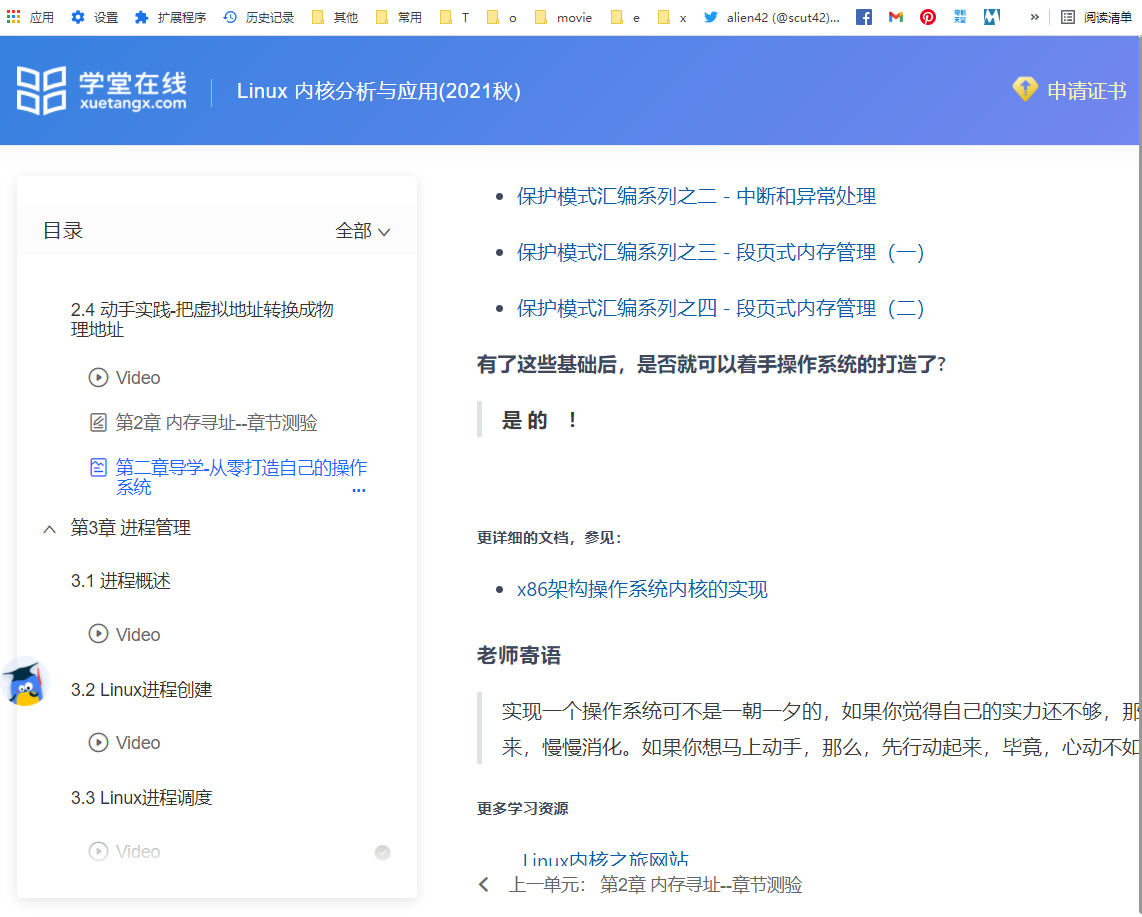 应用 设置 扩展程序 历史记录 其他 常用 T o movie e x alien42 (@scut42)... » 阅读清单
学堂在线
xuetangx.com
Linux 内核分析与应用(2021秋)
申请证书
目录
全部
2.4 动手实践-把虚拟地址转换成物
理地址
Video
第2章 内存寻址--章节测验
第二章导学-从零打造自己的操作
系统
...
第3章 进程管理
3.1 进程概述
Video
3.2 Linux进程创建
Video
3.3 Linux进程调度
Video
保护模式汇编系列之二 - 中断和异常处理
保护模式汇编系列之三 - 段页式内存管理（一）
保护模式汇编系列之四 - 段页式内存管理（二）
有了这些基础后，是否就可以着手操作系统的打造了?
是 的 ！
更详细的文档，参见：
x86架构操作系统内核的实现
老师寄语
实现一个操作系统可不是一朝一夕的，如果你觉得自己的实力还不够，那
来，慢慢消化。如果你想马上动手，那么，先行动起来，毕竟，心动不如
更多学习资源
Linux内核之旅网站
上一单元： 第2章 内存寻址--章节测验